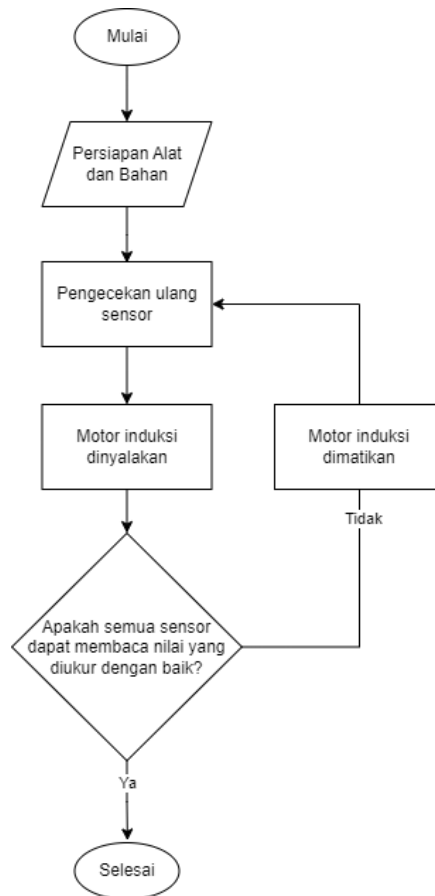 Mulai
Persiapan Alat
dan Bahan
Pengecekan ulang
sensor
Motor induksi
dinyalakan
Motor induksi
dimatikan
Tidak
Apakah semua sensor
dapat membaca nilai yang
diukur dengan baik?
Ya
Selesai